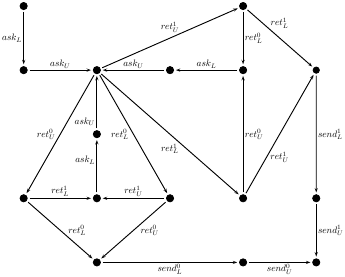 ret_U^1
ret_L^1
ask_L
ret_L^0
ask_U
ask_U
ask_L
ask_U
ret_U^0
ret_L^0
ret_U^0
send_L^1
ret_L^1
ask_L
ret_U^1
ret_L^1
ret_U^1
ret_L^0
ret_U^0
send_U^1
send_L^0
send_U^0